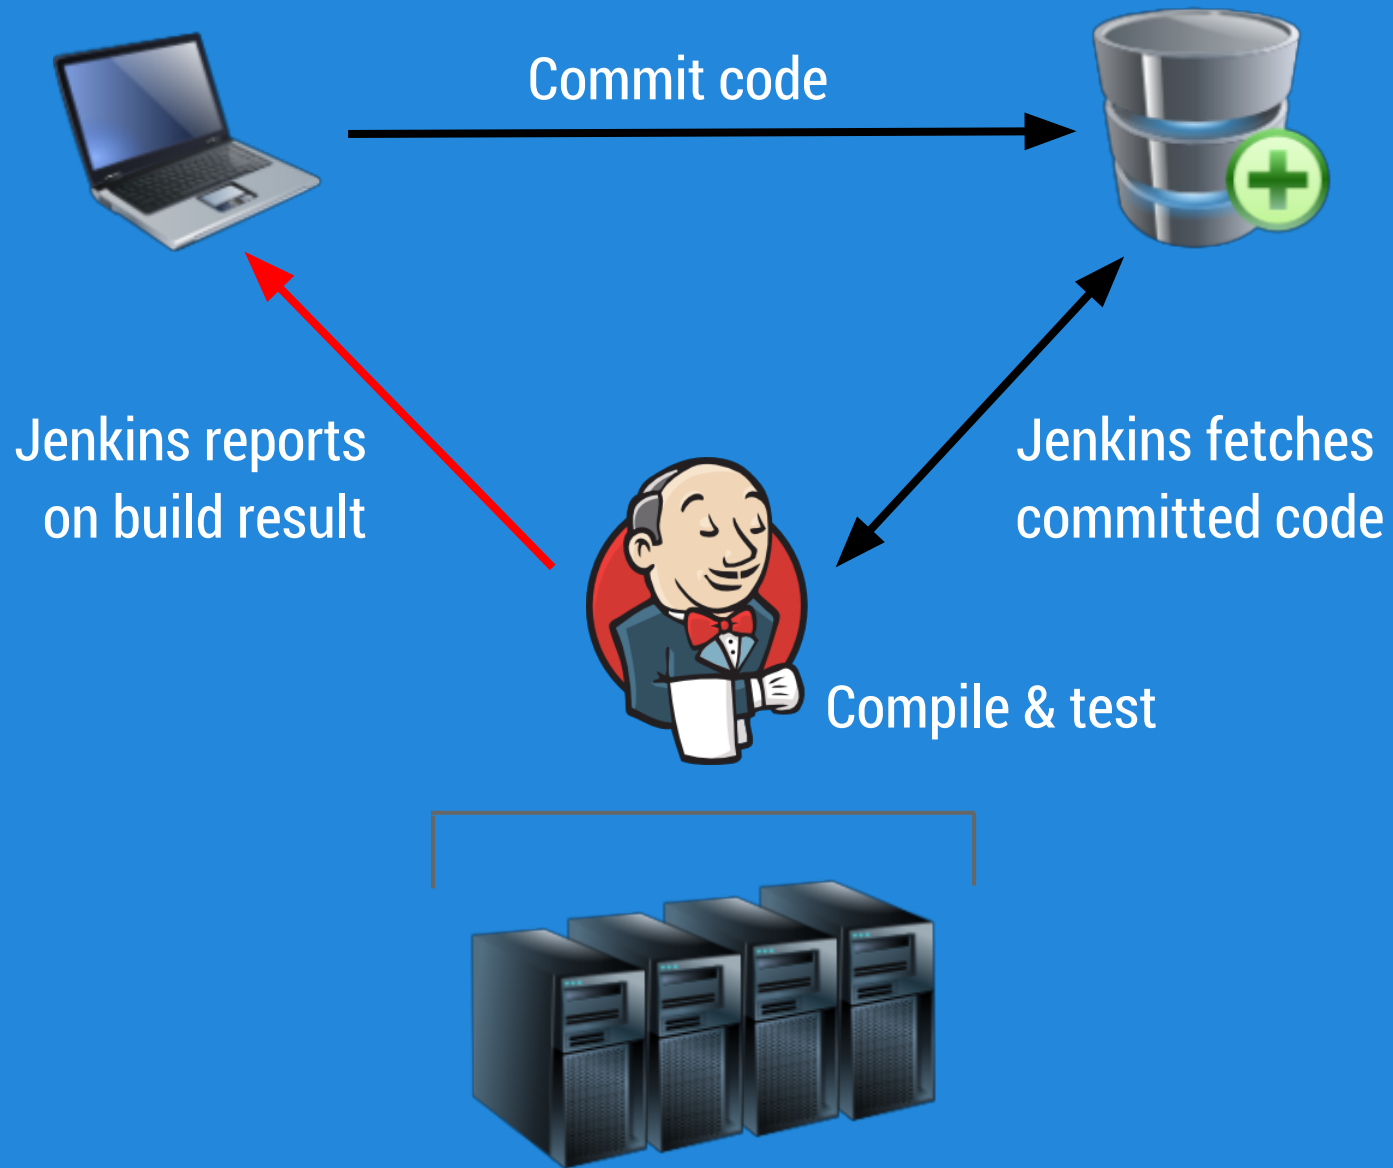 Commit code
Jenkins reports
on build result
Jenkins fetches
committed code
Compile & test